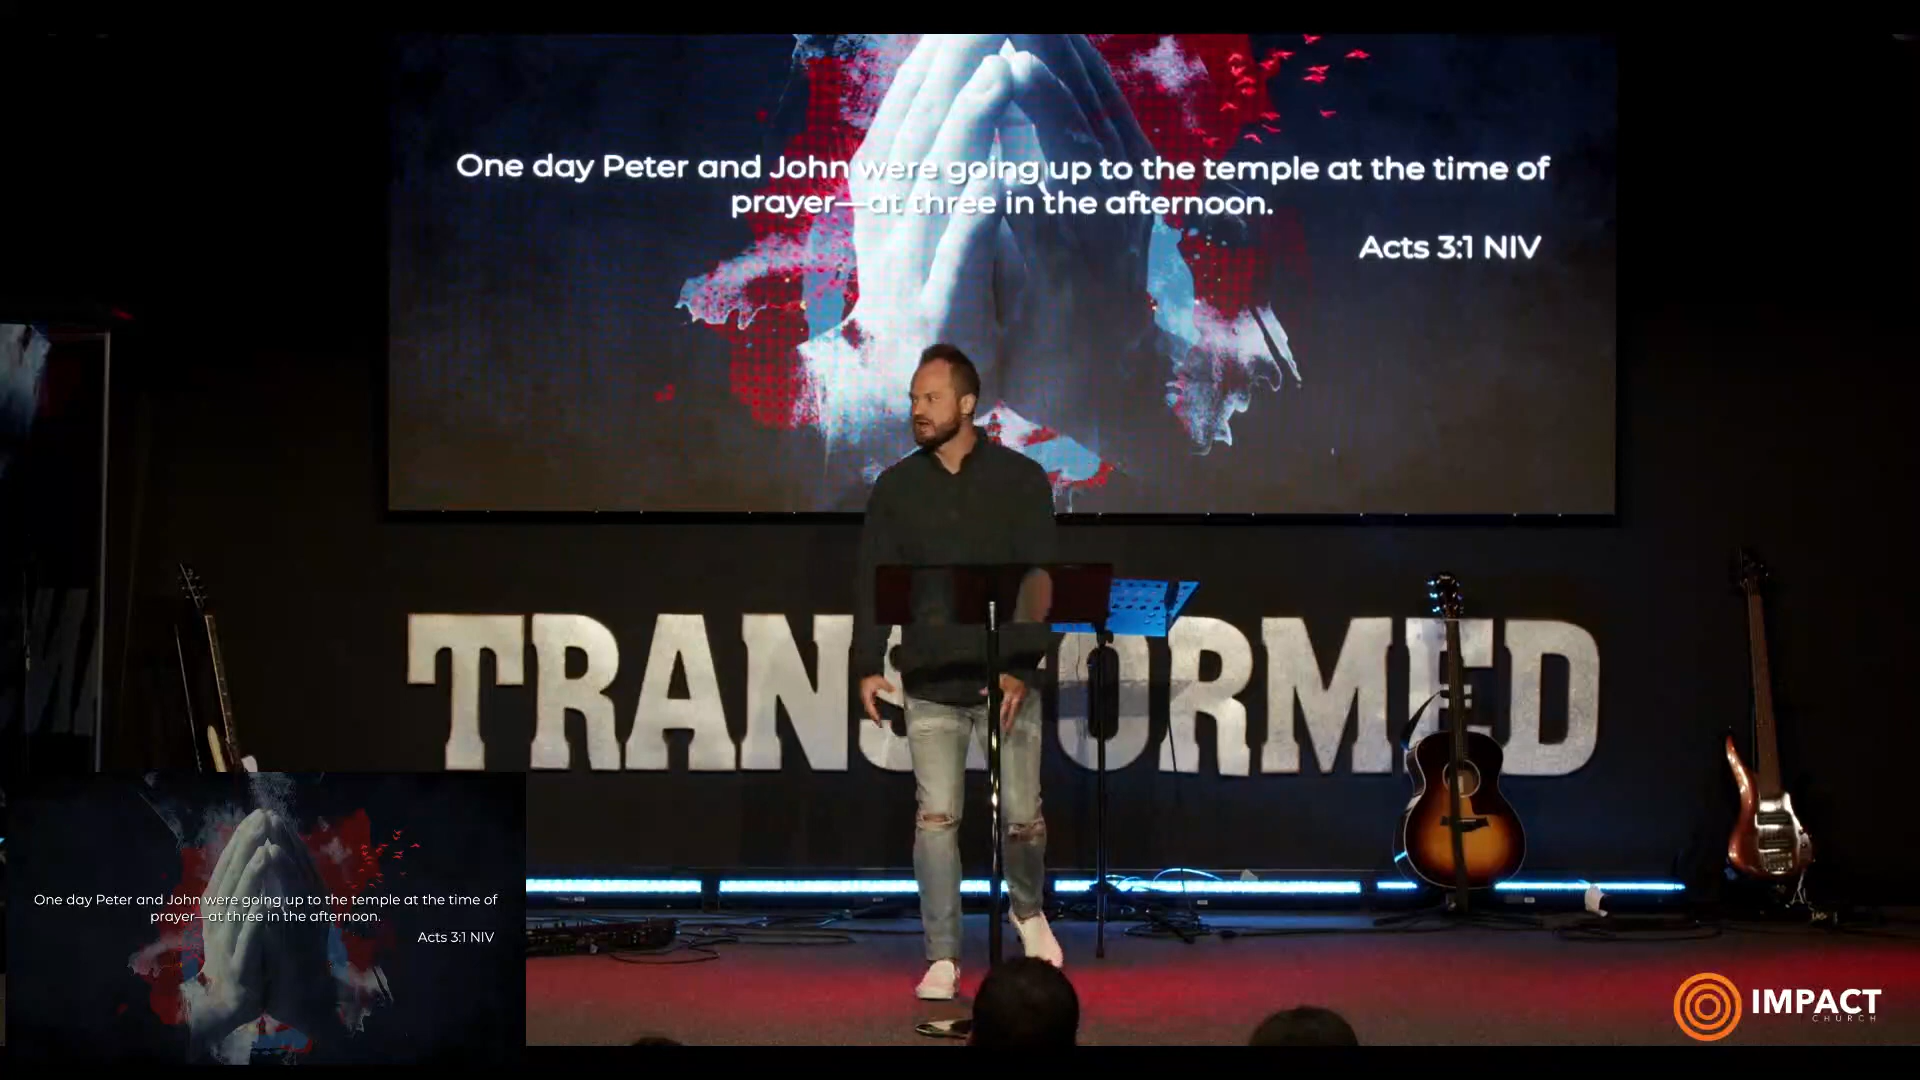 One day Peter and John were going up to the temple at the time of
prayer—at three in the afternoon.
Acts 3:1 NIV
TRANSFORMED
One day Peter and John were going up to the temple at the time of
prayer—at three in the afternoon.
Acts 3:1 NIV
IMPACT
CHURCH